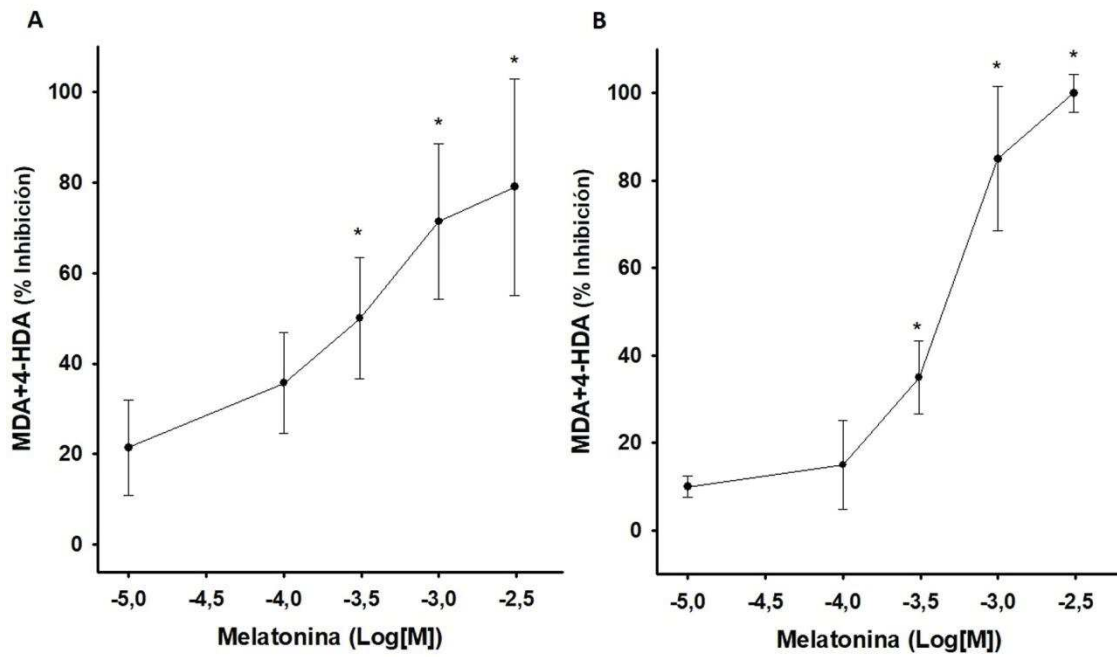 A
MDA+4-HDA (% Inhibición)
100
80
60
40
20
0
*
*
*
-5,0 -4,5 -4,0 -3,5 -3,0 -2,5
Melatonina (Log[M])
B
MDA+4-HDA (% Inhibición)
100
80
60
40
20
0
*
*
*
-5,0 -4,5 -4,0 -3,5 -3,0 -2,5
Melatonina (Log[M])